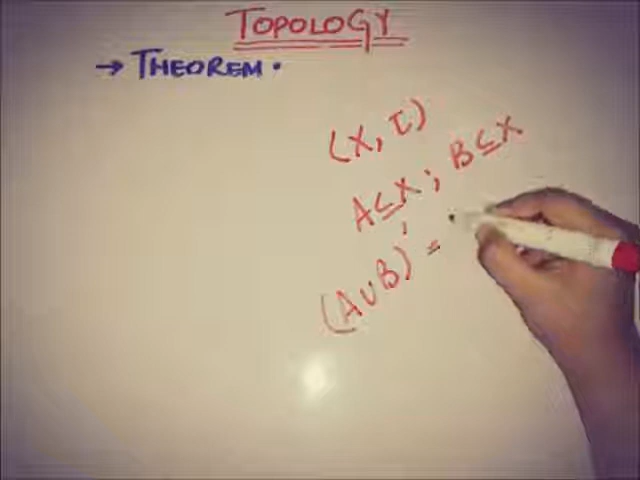 TOPOLOGY
→ THEOREM.
(X, τ)
A⊆X ; B⊆X
(A∪B)' =